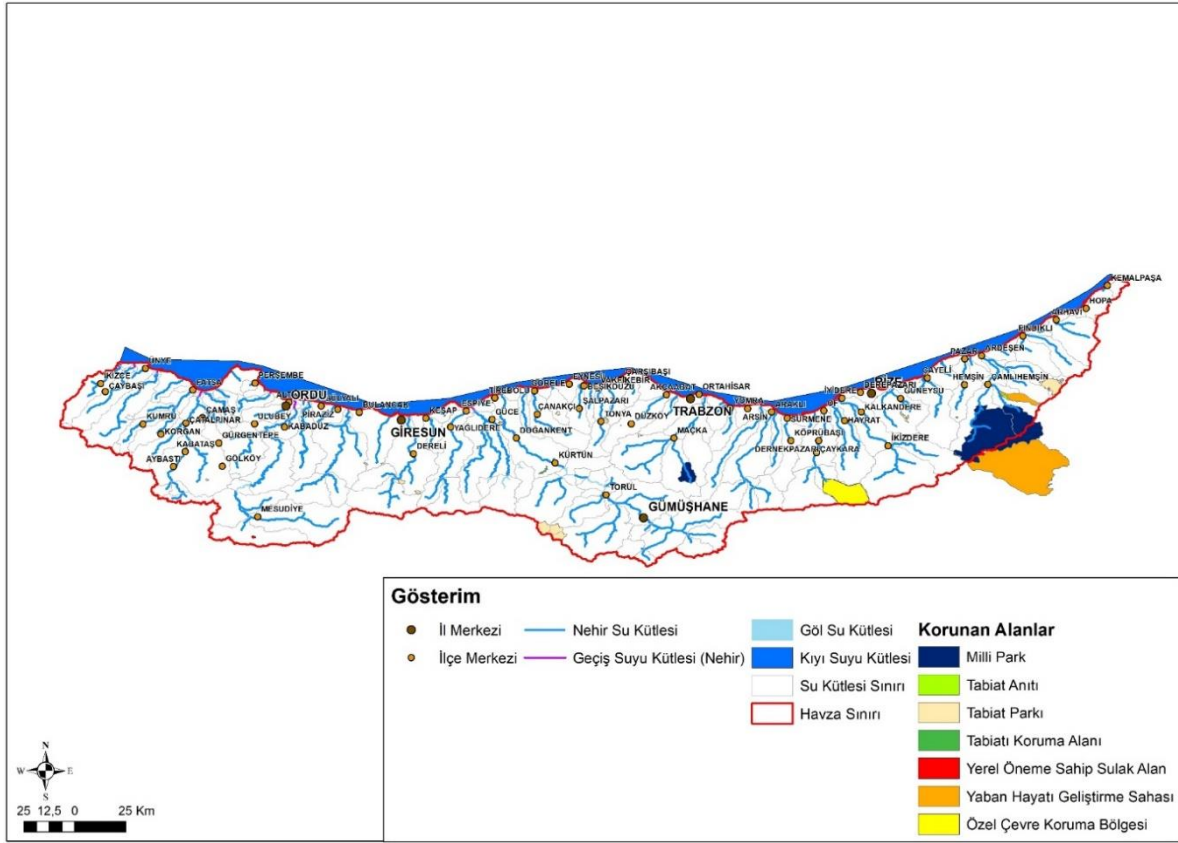 KEMALPAŞA
HOPA
ARHAVİ
FINDIKLI
ARDEŞEN
PAZAR
ÇAYELİ
HEMŞİN
ÇAMLIHEMŞİN
DEREPAZARI
İYİDERE
GÜNEYSU
KALKANDERE
HAYRAT
İKİZDERE
SÜRMENE
ARAKLI
KÖPRÜBAŞI
DERNEKPAZARI
ÇAYKARA
YOMRA
ARSİN
ORTAHİSAR
AKÇAABAT
TRABZON
MAÇKA
ÇARŞIBAŞI
VAKFIKEBİR
BEŞİKDÜZÜ
EYNESİL
GÖRELE
TİREBOLU
ŞALPAZARI
TONYA
DÜZKÖY
ÇANAKÇI
GÜCE
DOĞANKENT
ESPİYE
YAĞLIDERE
KEŞAP
GİRESUN
DERELİ
KÜRTÜN
TORUL
GÜMÜŞHANE
BULANCAK
PİRAZİZ
ORDU
PERŞEMBE
KABADÜZ
ULUBEY
GÜRGENTEPE
GÖLKÖY
MESUDİYE
ÜNYE
FATSA
İKİZCE
ÇAYBAŞI
KUMRU
KORGAN
ÇAMAŞ
ÇATALPINAR
KABATAŞ
AYBASTI
N
W E
S
25 12,5 0 25 Km
Gösterim
İl Merkezi
İlçe Merkezi
Nehir Su Kütlesi
Geçiş Suyu Kütlesi (Nehir)
Göl Su Kütlesi
Kıyı Suyu Kütlesi
Su Kütlesi Sınırı
Havza Sınırı
Korunan Alanlar
Milli Park
Tabiat Anıtı
Tabiat Parkı
Tabiatı Koruma Alanı
Yerel Öneme Sahip Sulak Alan
Yaban Hayatı Geliştirme Sahası
Özel Çevre Koruma Bölgesi